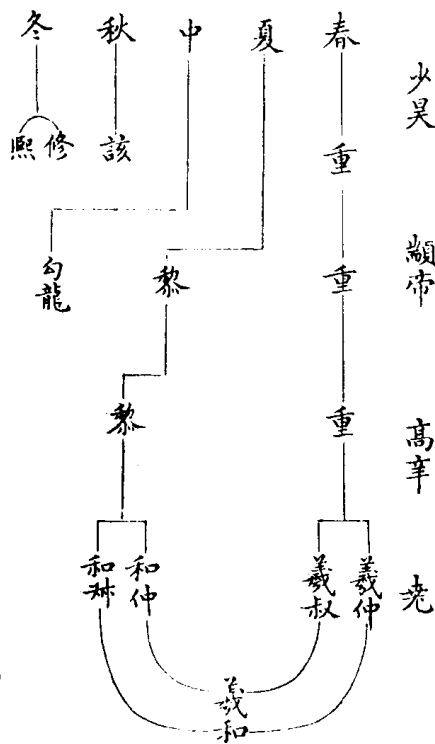 少昊
顓帝
高辛
尧
春
重
重
重
羲仲
羲叔
夏
黎
黎
和仲
和叔
羲和
中
勾龍
秋
該
冬
修
熙